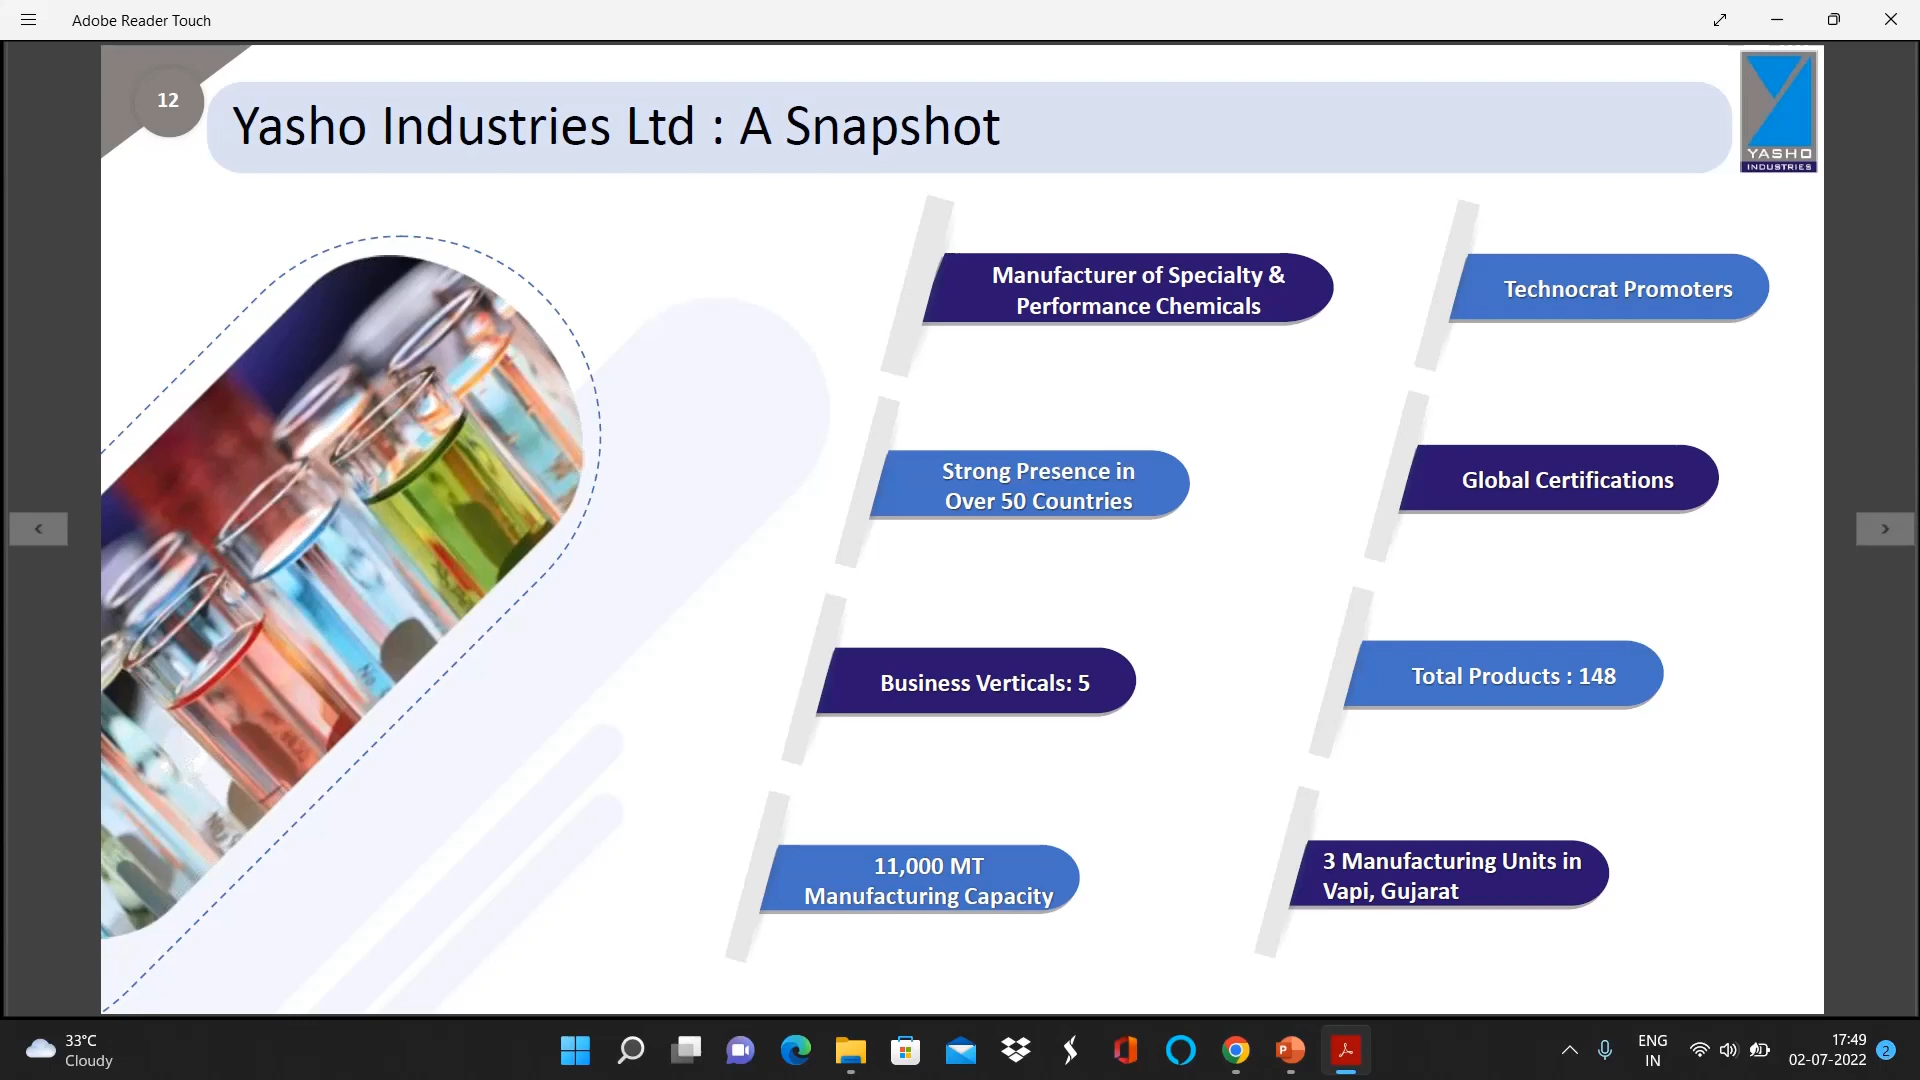 Adobe Reader Touch
12
Yasho Industries Ltd : A Snapshot
YASHO
INDUSTRIES
Manufacturer of Specialty &
Performance Chemicals
Technocrat Promoters
Strong Presence in
Over 50 Countries
Global Certifications
Business Verticals: 5
Total Products : 148
11,000 MT
Manufacturing Capacity
3 Manufacturing Units in
Vapi, Gujarat
33°C
Cloudy
ENG
IN
17:49
02-07-2022
2